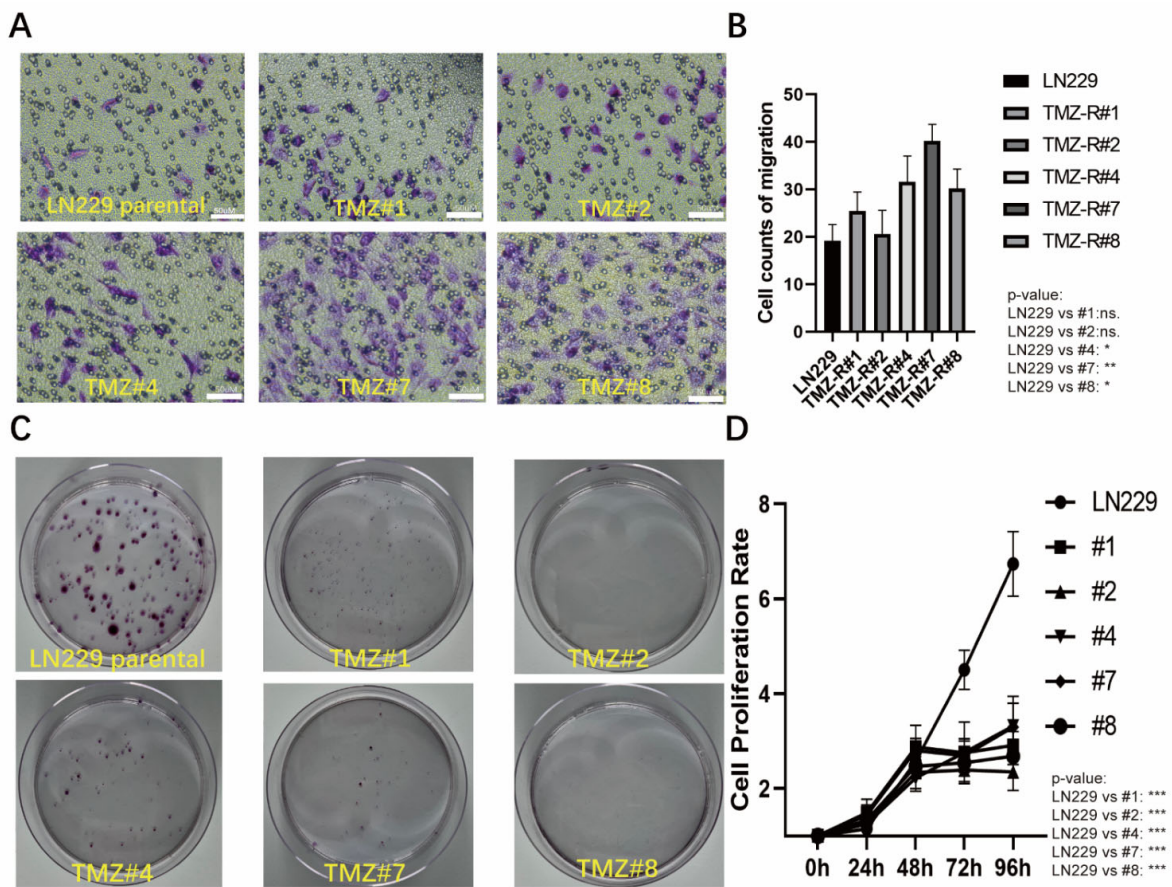 A
LN229 parental
50uM
TMZ#1
TMZ#2
TMZ#4
TMZ#7
TMZ#8
B
Cell counts of migration
50
40
30
20
10
0
LN229
TMZ-R#1
TMZ-R#2
TMZ-R#4
TMZ-R#7
TMZ-R#8
LN229
TMZ-R#1
TMZ-R#2
TMZ-R#4
TMZ-R#7
TMZ-R#8
p-value:
LN229 vs #1:ns.
LN229 vs #2:ns.
LN229 vs #4: *
LN229 vs #7: **
LN229 vs #8: *
C
LN229 parental
TMZ#1
TMZ#2
TMZ#4
TMZ#7
TMZ#8
D
Cell Proliferation Rate
8
6
4
2
0h
24h
48h
72h
96h
LN229
#1
#2
#4
#7
#8
p-value:
LN229 vs #1: ***
LN229 vs #2: ***
LN229 vs #4: ***
LN229 vs #7: ***
LN229 vs #8: ***